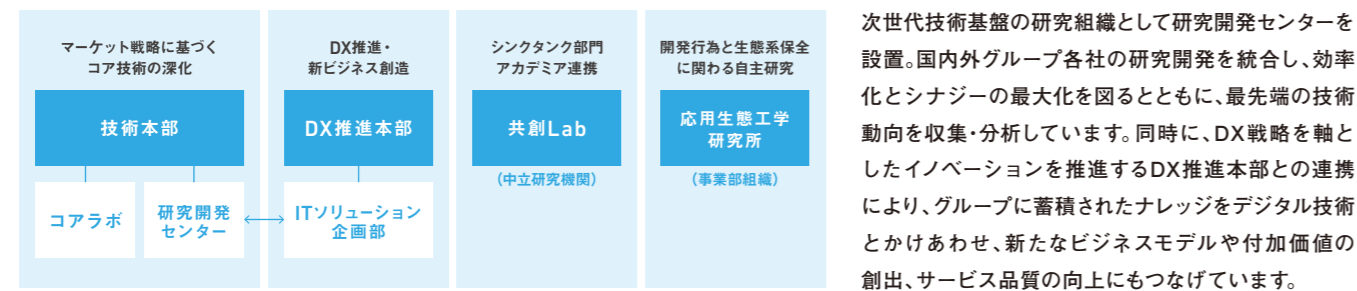 マーケット戦略に基づく
コア技術の深化
技術本部
コアラボ
研究開発
センター
DX推進・
新ビジネス創造
DX推進本部
ITソリューション
企画部
シンクタンク部門
アカデミア連携
共創Lab
（中立研究機関）
開発行為と生態系保全
に関わる自主研究
応用生態工学
研究所
（事業部組織）
次世代技術基盤の研究組織として研究開発センターを
設置。国内外グループ各社の研究開発を統合し、効率
化とシナジーの最大化を図るとともに、最先端の技術
動向を収集・分析しています。同時に、DX戦略を軸と
したイノベーションを推進するDX推進本部との連携
により、グループに蓄積されたナレッジをデジタル技術
とかけあわせ、新たなビジネスモデルや付加価値の
創出、サービス品質の向上にもつなげています。